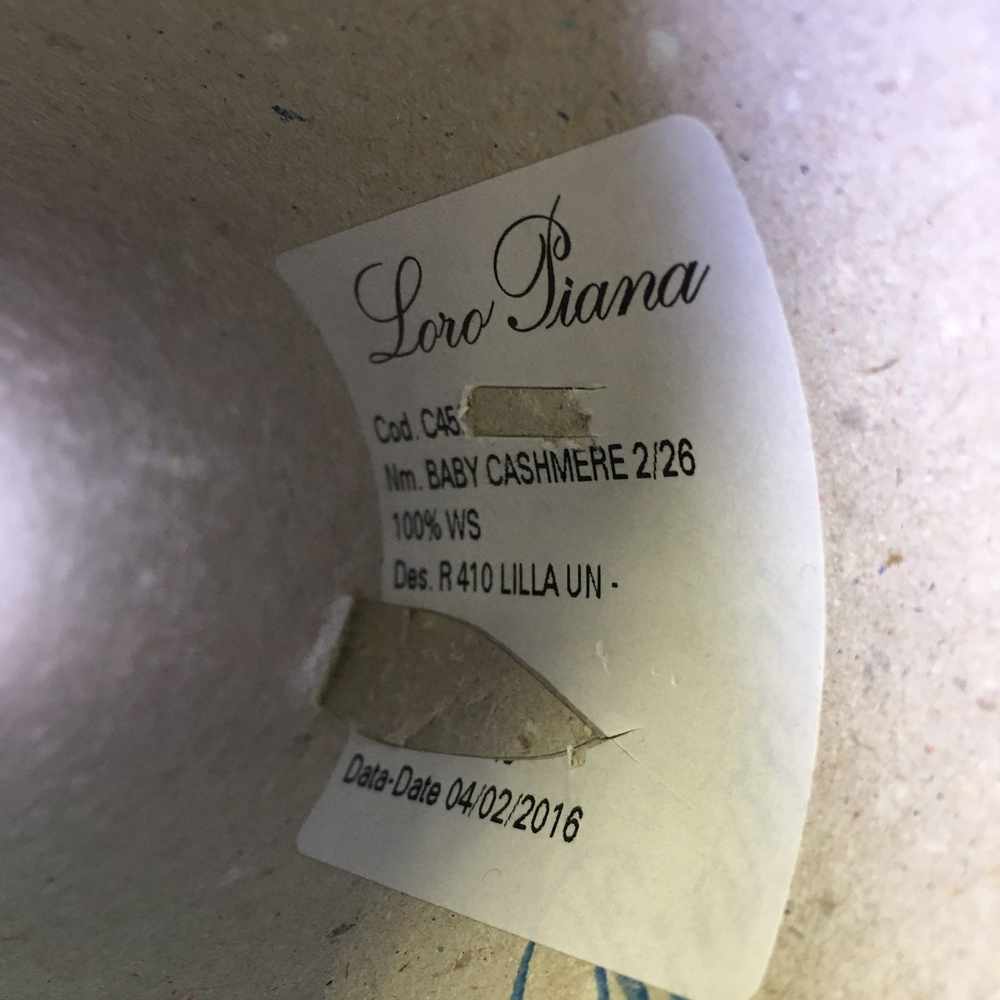 Loro Piana
Cod. C45
Nm. BABY CASHMERE 2/26
100% WS
Des. R 410 LILLA UN -
Data-Date 04/02/2016